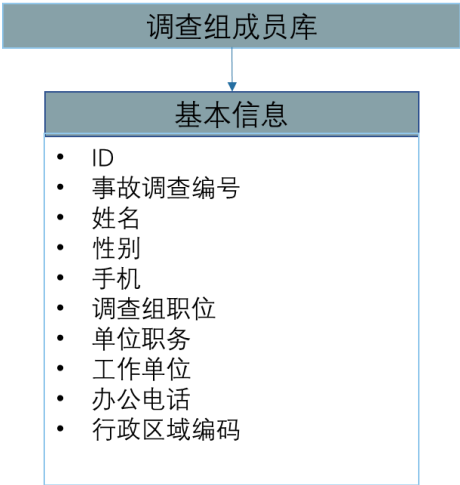 调查组成员库
基本信息
• ID
• 事故调查编号
• 姓名
• 性别
• 手机
• 调查组职位
• 单位职务
• 工作单位
• 办公电话
• 行政区域编码